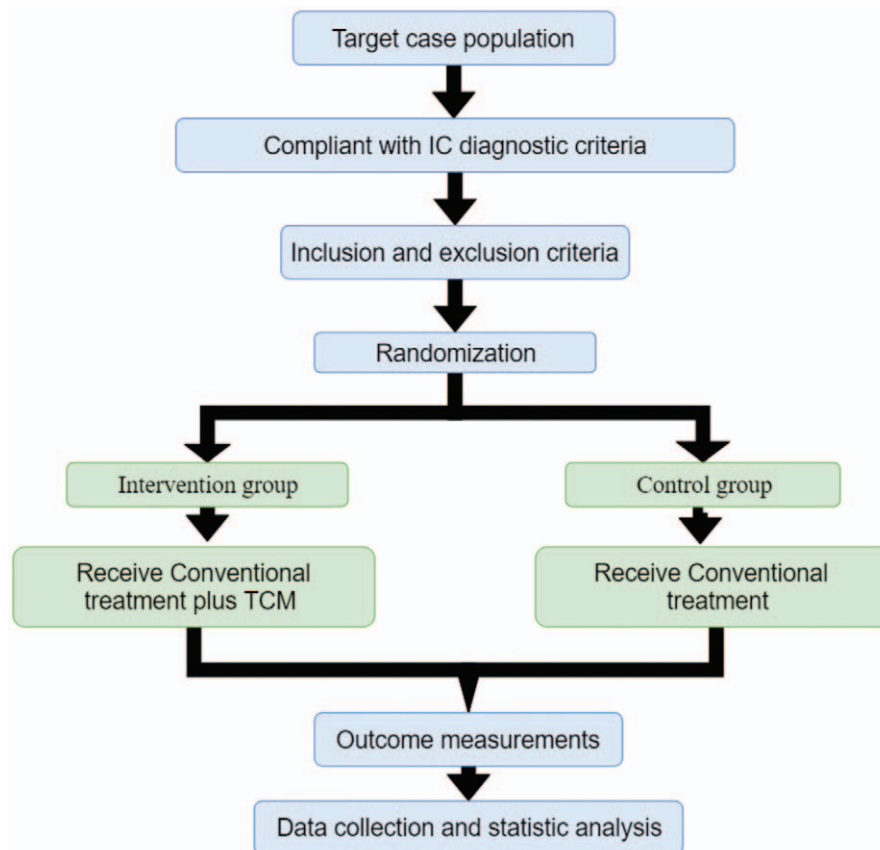 Target case population
Compliant with IC diagnostic criteria
Inclusion and exclusion criteria
Randomization
Intervention group
Control group
Receive Conventional
treatment plus TCM
Receive Conventional
treatment
Outcome measurements
Data collection and statistic analysis